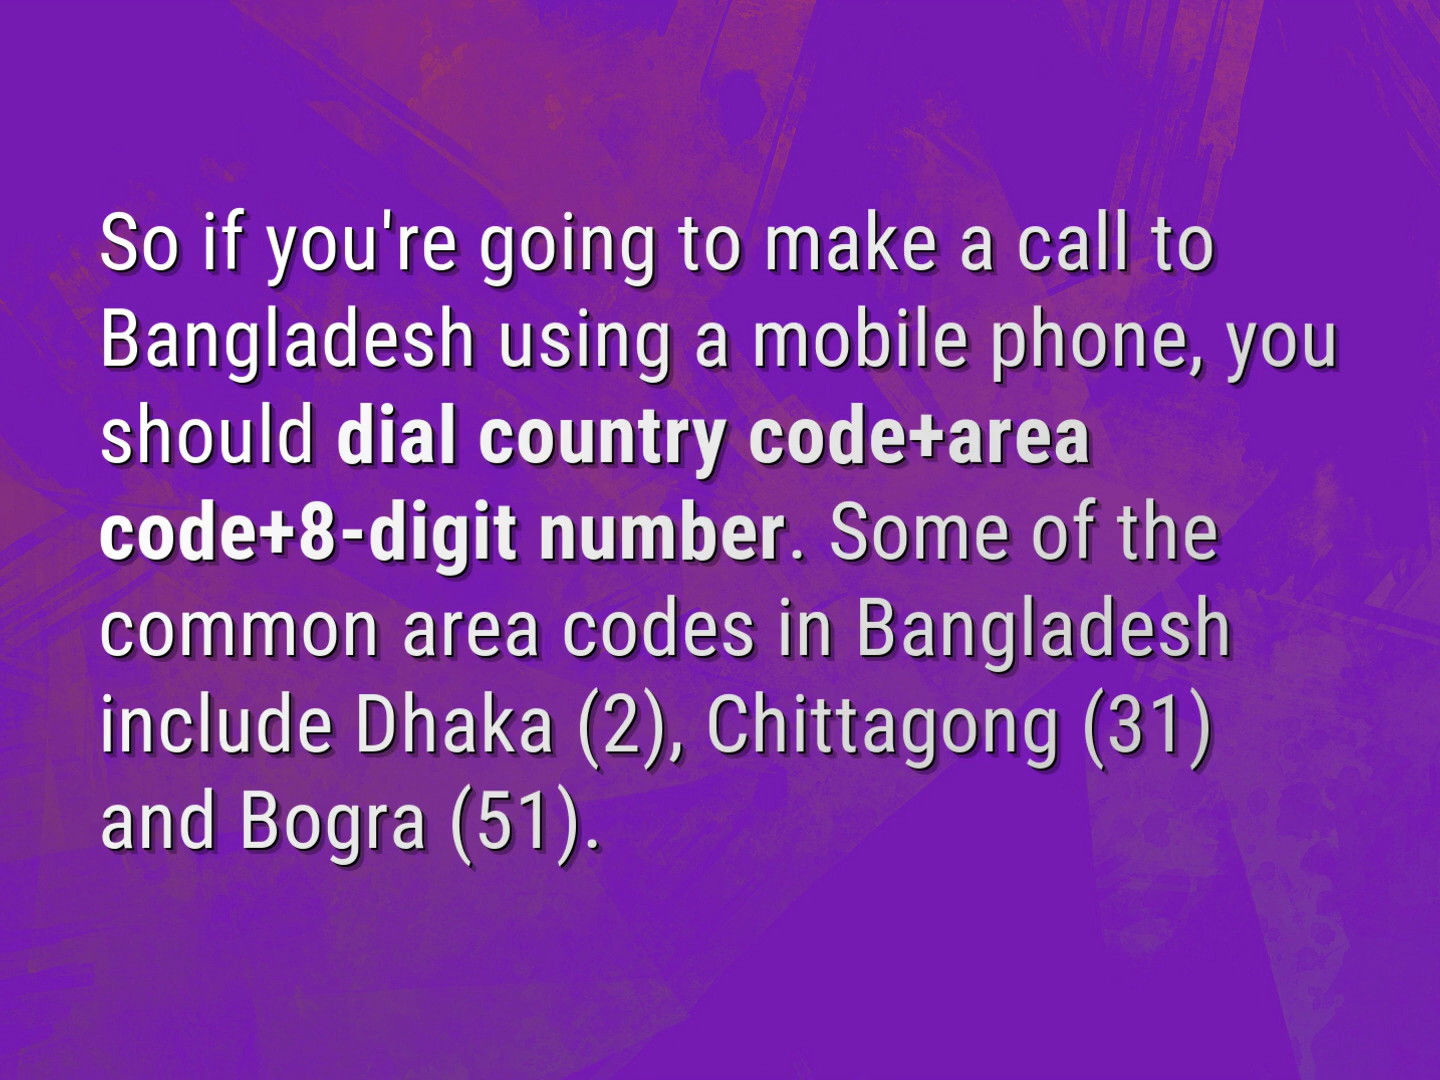 So if you're going to make a call to
Bangladesh using a mobile phone, you
should dial country code+area
code+8-digit number. Some of the
common area codes in Bangladesh
include Dhaka (2), Chittagong (31)
and Bogra (51).